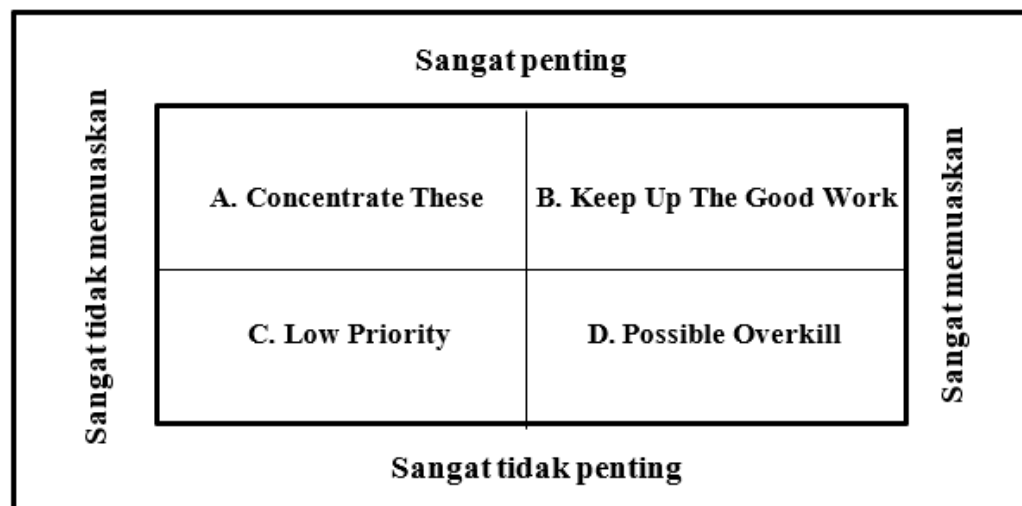 Sangat penting
Sangat tidak memuaskan
A. Concentrate These
B. Keep Up The Good Work
Sangat memuaskan
C. Low Priority
D. Possible Overkill
Sangat tidak penting